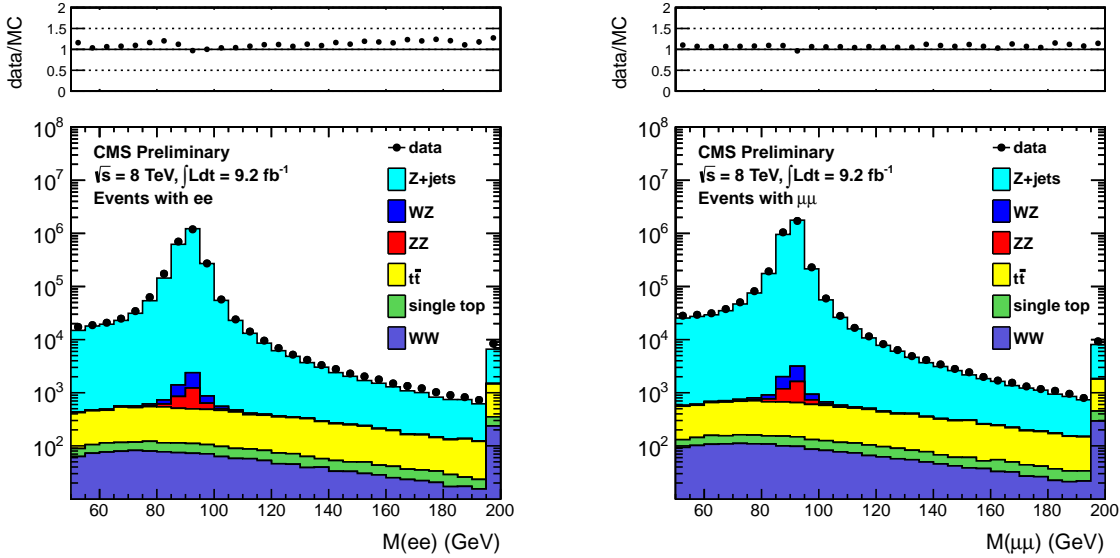 data/MC
2
1.5
1
0.5
0
10^8
10^7
10^6
10^5
10^4
10^3
10^2
CMS Preliminary
√s = 8 TeV, ∫Ldt = 9.2 fb^-1
Events with ee
data
Z+jets
WZ
ZZ
tt̄
single top
WW
60 80 100 120 140 160 180 200
M(ee) (GeV)
data/MC
2
1.5
1
0.5
0
10^8
10^7
10^6
10^5
10^4
10^3
10^2
CMS Preliminary
√s = 8 TeV, ∫Ldt = 9.2 fb^-1
Events with μμ
data
Z+jets
WZ
ZZ
tt̄
single top
WW
60 80 100 120 140 160 180 200
M(μμ) (GeV)